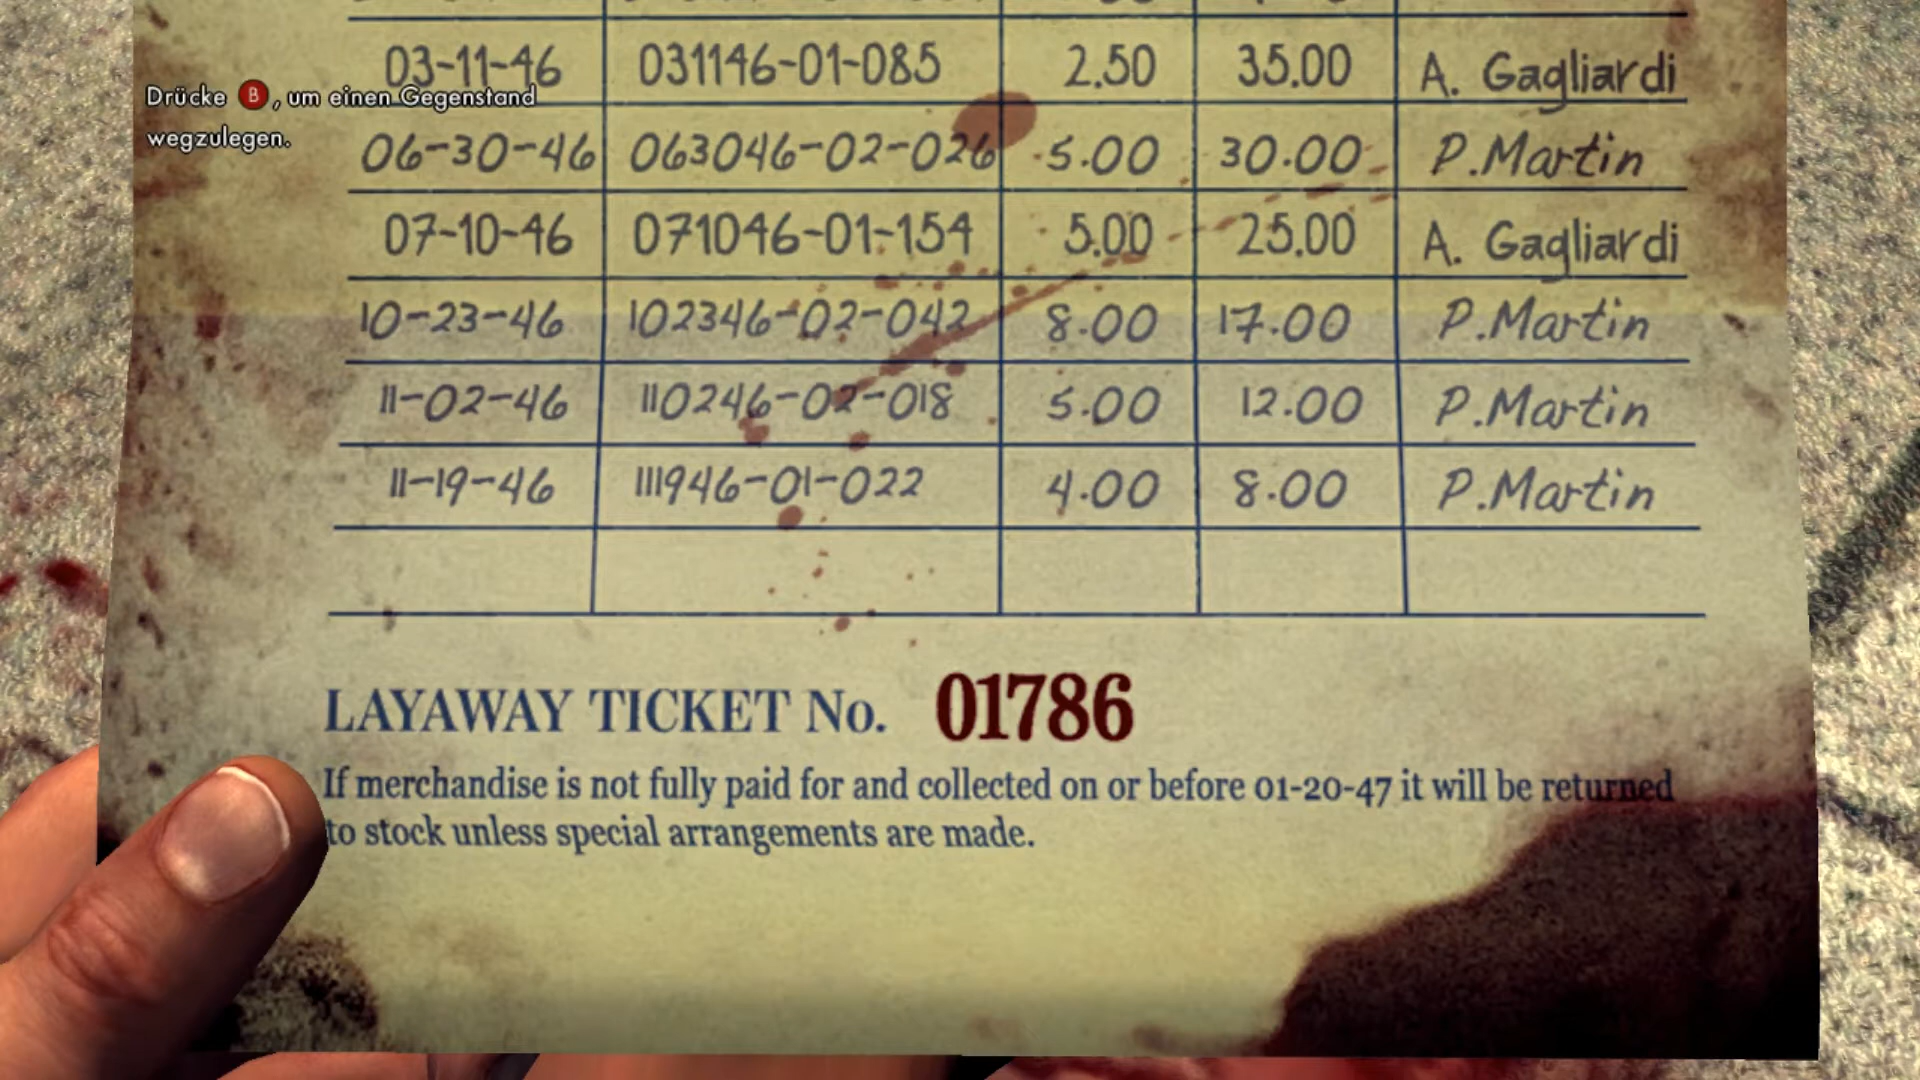 03-11-46 031146-01-085 2.50 35.00 A. Gagliardi
Drücke B, um einen Gegenstand
wegzulegen.
06-30-46 063046-02-026 5.00 30.00 P.Martin
07-10-46 071046-01-154 5.00 25.00 A. Gagliardi
10-23-46 102346-02-042 8.00 17.00 P.Martin
11-02-46 110246-02-018 5.00 12.00 P.Martin
11-19-46 111946-01-022 4.00 8.00 P.Martin
LAYAWAY TICKET No. 01786
If merchandise is not fully paid for and collected on or before 01-20-47 it will be returned
to stock unless special arrangements are made.